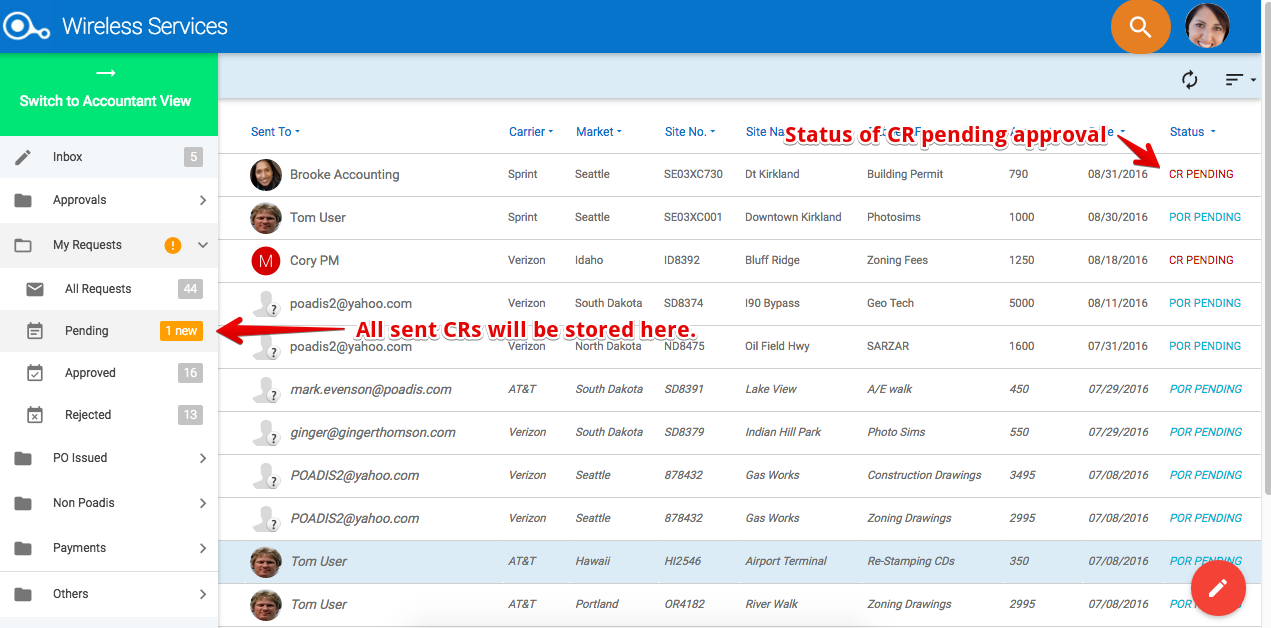 Wireless Services
Switch to Accountant View
Inbox 5
Approvals
My Requests !
All Requests 44
Pending 1 new
Approved 16
Rejected 13
PO Issued
Non Poadis
Payments
Others
Sent To Carrier Market Site No. Site Status
Status of CR pending approval
Brooke Accounting Sprint Seattle SE03XC730 Dt Kirkland Building Permit 790 08/31/2016 CR PENDING
Tom User Sprint Seattle SE03XC001 Downtown Kirkland Photosims 1000 08/30/2016 POR PENDING
M Cory PM Verizon Idaho ID8392 Bluff Ridge Zoning Fees 1250 08/18/2016 CR PENDING
? poadis2@yahoo.com Verizon South Dakota SD8374 I90 Bypass Geo Tech 5000 08/11/2016 POR PENDING
All sent CRs will be stored here.
? poadis2@yahoo.com Verizon North Dakota ND8475 Oil Field Hwy SARZAR 1600 07/31/2016 POR PENDING
? mark.evenson@poadis.com AT&T South Dakota SD8391 Lake View A/E walk 450 07/29/2016 POR PENDING
? ginger@gingerthomson.com Verizon South Dakota SD8379 Indian Hill Park Photo Sims 550 07/29/2016 POR PENDING
? POADIS2@yahoo.com Verizon Seattle 878432 Gas Works Construction Drawings 3495 07/08/2016 POR PENDING
? POADIS2@yahoo.com Verizon Seattle 878432 Gas Works Zoning Drawings 2995 07/08/2016 POR PENDING
Tom User AT&T Hawaii HI2546 Airport Terminal Re-Stamping CDs 350 07/08/2016 POR PENDING
Tom User AT&T Portland OR4182 River Walk Zoning Drawings 2995 07/08/2016 POR